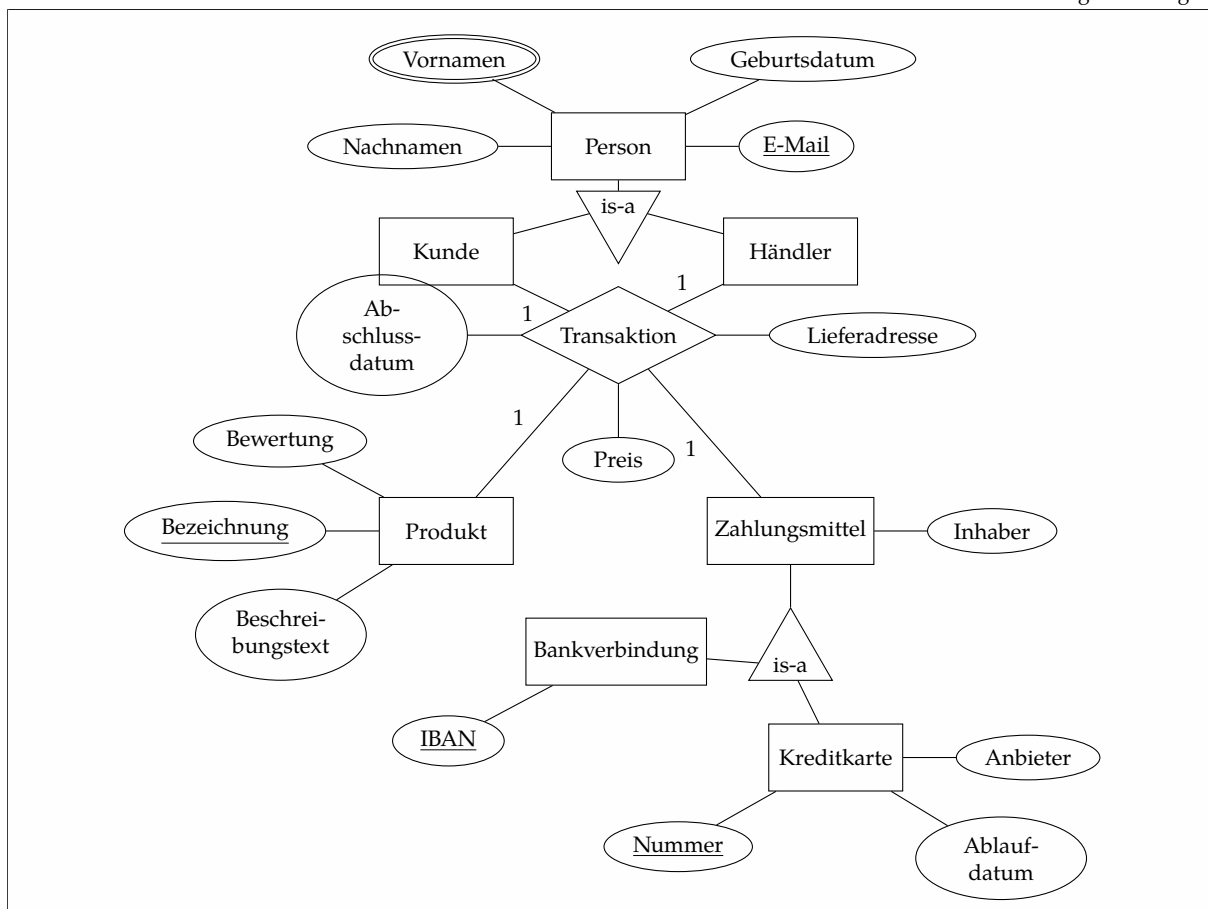 Vornamen
Geburtsdatum
Nachnamen
Person
E-Mail
is-a
Kunde
Händler
1
1
Ab-
schluss-
datum
Transaktion
Lieferadresse
1
1
Bewertung
Preis
Bezeichnung
Produkt
Zahlungsmittel
Inhaber
Beschrei-
bungstext
Bankverbindung
is-a
IBAN
Kreditkarte
Anbieter
Nummer
Ablauf-
datum